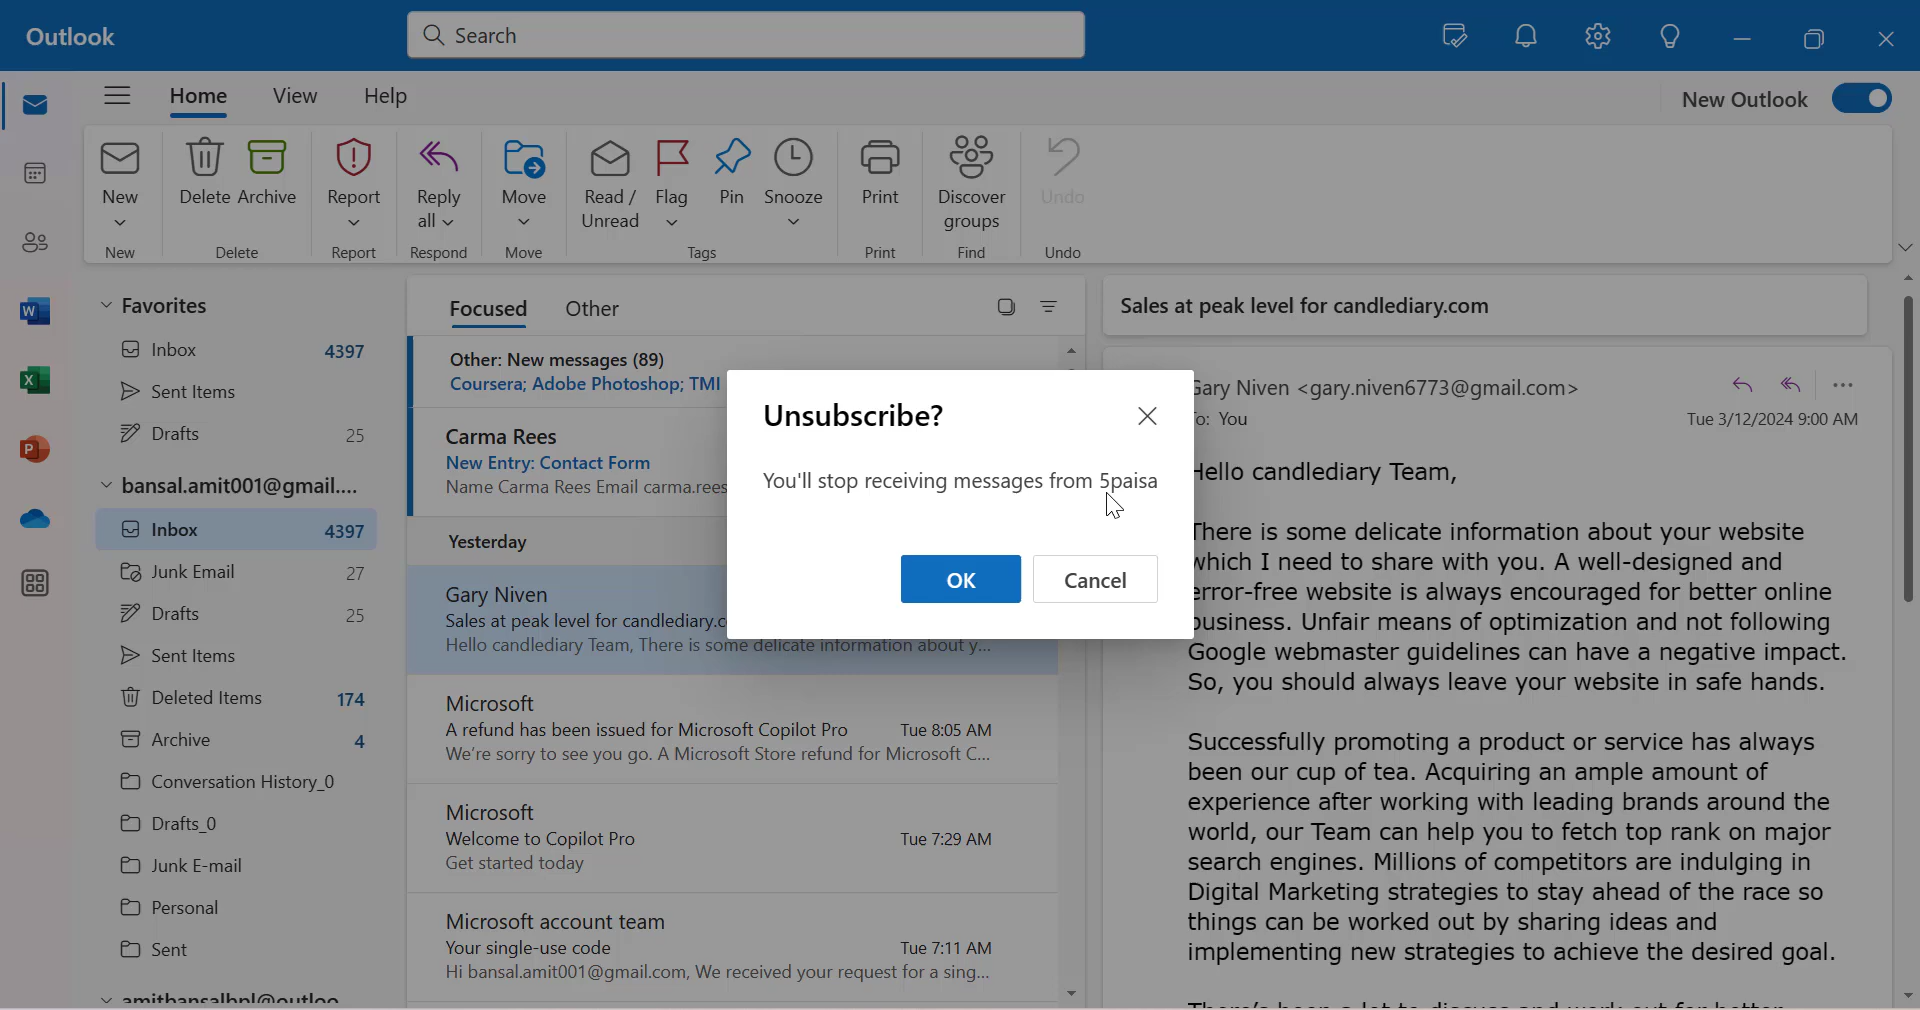 Outlook
Search
Home
View
Help
New Outlook
New
Delete
Archive
Report
Reply
all
Move
Read /
Unread
Flag
Pin
Snooze
Print
Discover
groups
Undo
New
Delete
Report
Respond
Move
Tags
Print
Find
Undo
Favorites
Inbox 4397
Sent Items
Drafts 25
bansal.amit001@gmail....
Inbox 4397
Junk Email 27
Drafts 25
Sent Items
Deleted Items 174
Archive 4
Conversation History_0
Drafts_0
Junk E-mail
Personal
Sent
amitbansalbpl@outloo
Focused
Other
Other: New messages (89)
Coursera; Adobe Photoshop; TMI
Carma Rees
New Entry: Contact Form
Name Carma Rees Email carma.rees
Yesterday
Gary Niven
Sales at peak level for candlediary.c
Hello candlediary Team, There is some delicate information about y...
Microsoft
A refund has been issued for Microsoft Copilot Pro Tue 8:05 AM
We're sorry to see you go. A Microsoft Store refund for Microsoft C...
Microsoft
Welcome to Copilot Pro Tue 7:29 AM
Get started today
Microsoft account team
Your single-use code Tue 7:11 AM
Hi bansal.amit001@gmail.com, We received your request for a sing...
Unsubscribe?
You'll stop receiving messages from 5paisa
OK
Cancel
Sales at peak level for candlediary.com
Gary Niven <gary.niven6773@gmail.com>
To: You
Tue 3/12/2024 9:00 AM
Hello candlediary Team,
There is some delicate information about your website
which I need to share with you. A well-designed and
error-free website is always encouraged for better online
business. Unfair means of optimization and not following
Google webmaster guidelines can have a negative impact.
So, you should always leave your website in safe hands.
Successfully promoting a product or service has always
been our cup of tea. Acquiring an ample amount of
experience after working with leading brands around the
world, our Team can help you to fetch top rank on major
search engines. Millions of competitors are indulging in
Digital Marketing strategies to stay ahead of the race so
things can be worked out by sharing ideas and
implementing new strategies to achieve the desired goal.